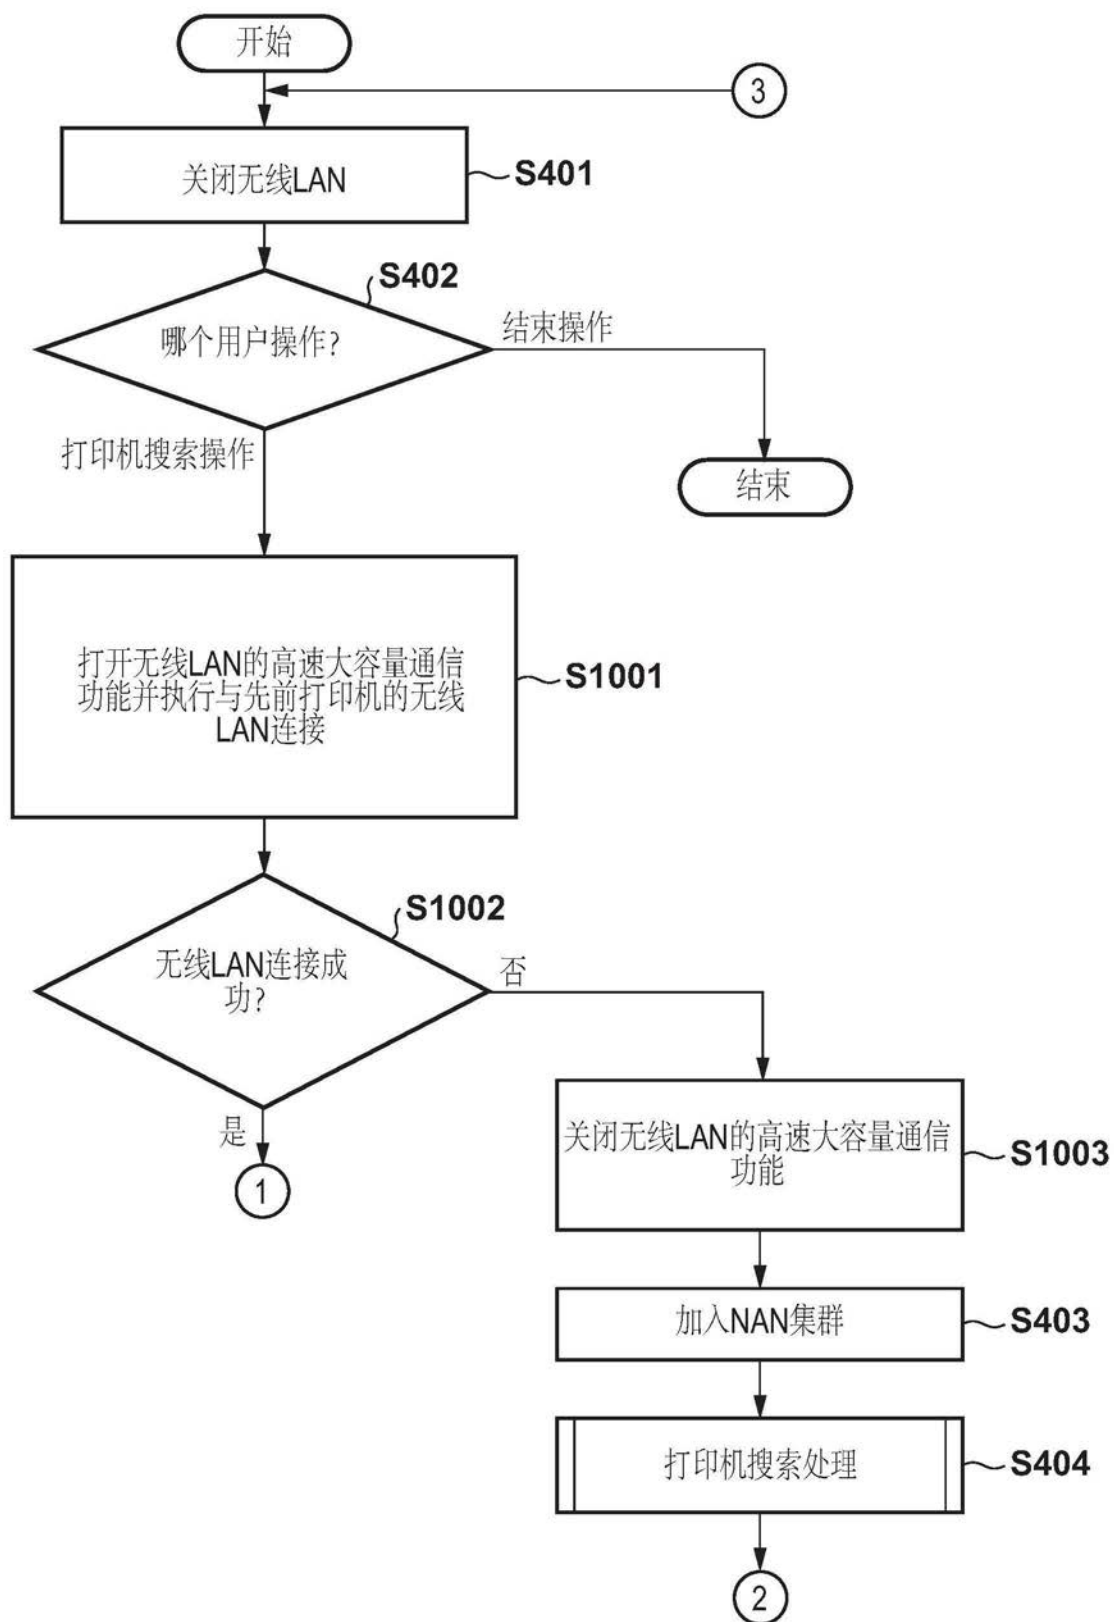 开始
3
关闭无线LAN
S401
S402
哪个用户操作?
结束操作
打印机搜索操作
结束
打开无线LAN的高速大容量通信
功能并执行与先前打印机的无线
LAN连接
S1001
S1002
无线LAN连接成
功?
否
是
1
关闭无线LAN的高速大容量通信
功能
S1003
加入NAN集群
S403
打印机搜索处理
S404
2